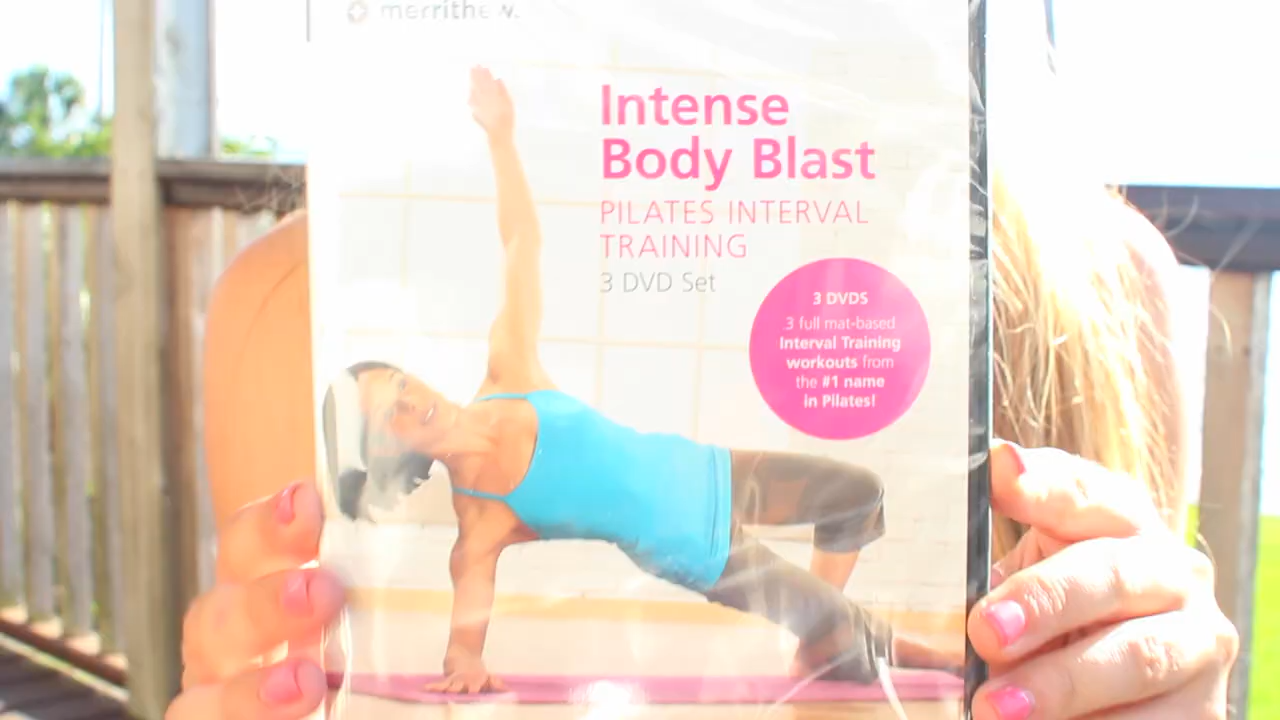 merrithew.
Intense
Body Blast
PILATES INTERVAL
TRAINING
3 DVD Set
3 DVDS
3 full mat-based
Interval Training
workouts from
the #1 name
in Pilates!